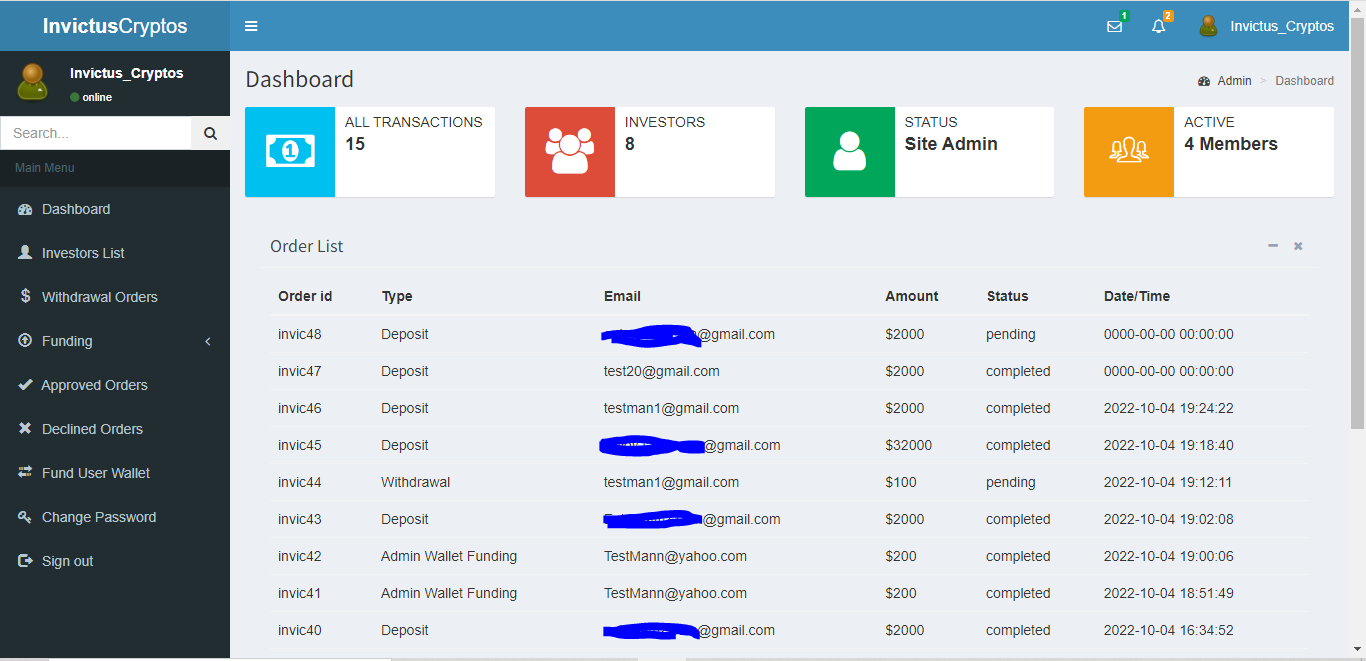 InvictusCryptos
1
2
Invictus_Cryptos
Invictus_Cryptos
online
Search...
Main Menu
Dashboard
Investors List
Withdrawal Orders
Funding
Approved Orders
Declined Orders
Fund User Wallet
Change Password
Sign out
Dashboard
Admin > Dashboard
ALL TRANSACTIONS
15
INVESTORS
8
STATUS
Site Admin
ACTIVE
4 Members
Order List
Order id Type Email Amount Status Date/Time
invic48 Deposit @gmail.com $2000 pending 0000-00-00 00:00:00
invic47 Deposit test20@gmail.com $2000 completed 0000-00-00 00:00:00
invic46 Deposit testman1@gmail.com $2000 completed 2022-10-04 19:24:22
invic45 Deposit @gmail.com $32000 completed 2022-10-04 19:18:40
invic44 Withdrawal testman1@gmail.com $100 pending 2022-10-04 19:12:11
invic43 Deposit @gmail.com $2000 completed 2022-10-04 19:02:08
invic42 Admin Wallet Funding TestMann@yahoo.com $200 completed 2022-10-04 19:00:06
invic41 Admin Wallet Funding TestMann@yahoo.com $200 completed 2022-10-04 18:51:49
invic40 Deposit @gmail.com $2000 completed 2022-10-04 16:34:52